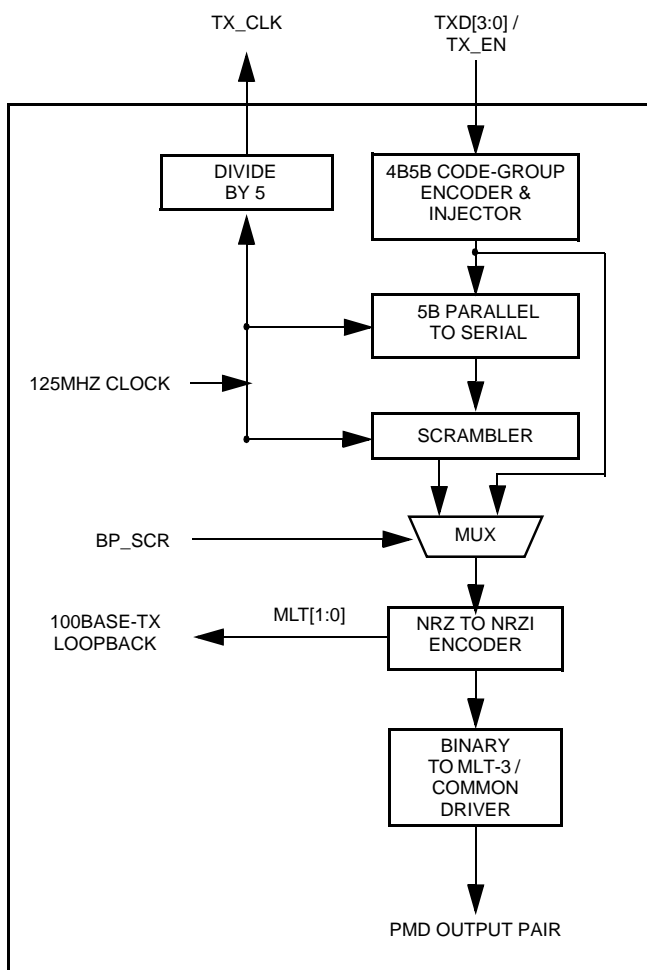 TX_CLK
TXD[3:0] /
TX_EN
DIVIDE
BY 5
4B5B CODE-GROUP
ENCODER &
INJECTOR
5B PARALLEL
TO SERIAL
125MHZ CLOCK
SCRAMBLER
BP_SCR
MUX
100BASE-TX
LOOPBACK
MLT[1:0]
NRZ TO NRZI
ENCODER
BINARY
TO MLT-3 /
COMMON
DRIVER
PMD OUTPUT PAIR